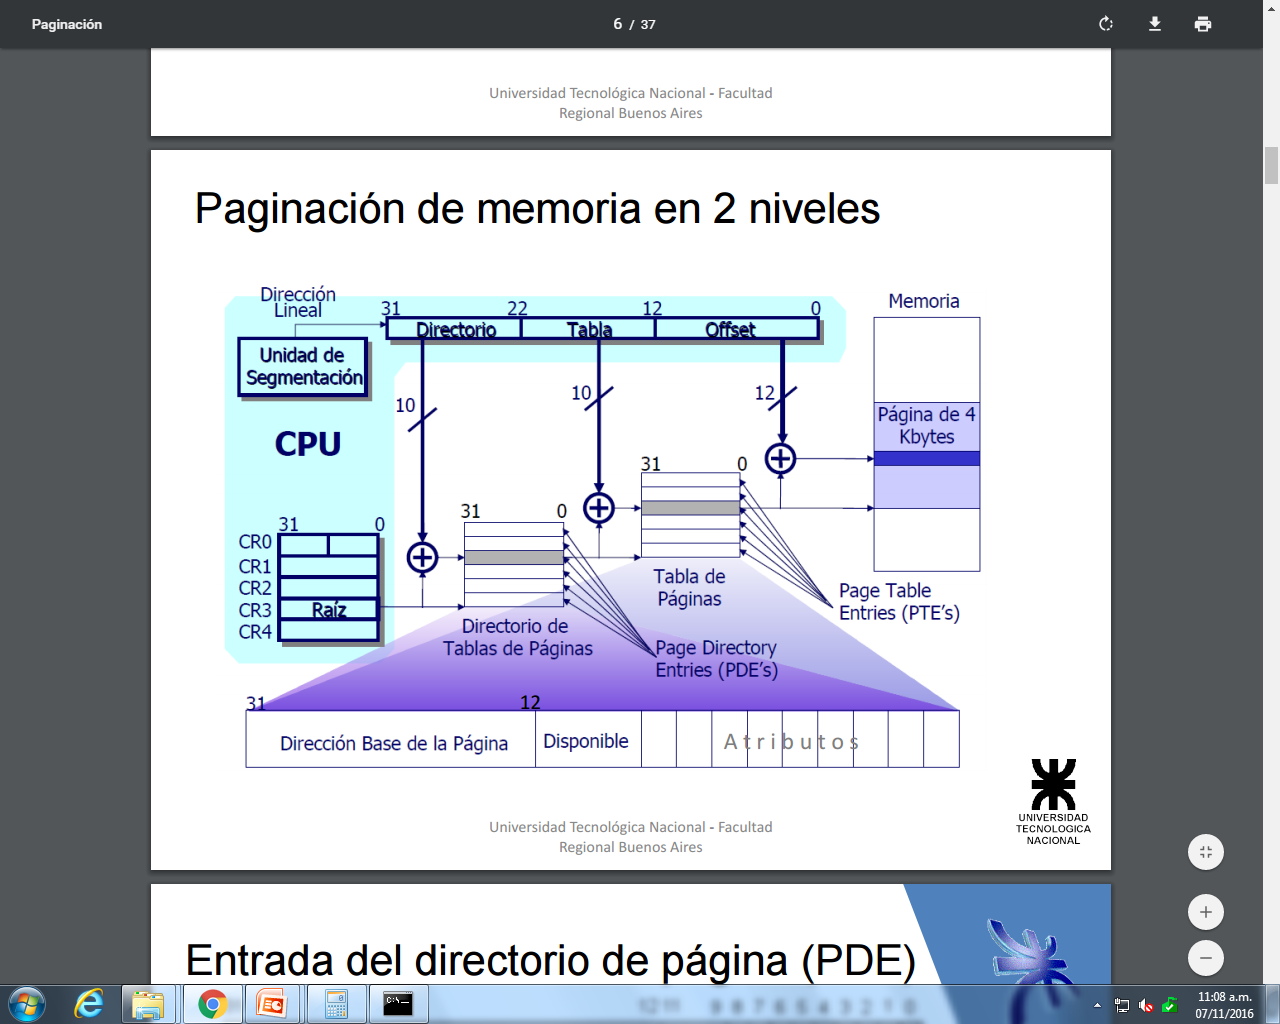 Paginación
6 / 37
Universidad Tecnológica Nacional - Facultad
Regional Buenos Aires
Paginación de memoria en 2 niveles
Dirección
Lineal
31
22
12
0
Memoria
Directorio
Tabla
Offset
Unidad de
Segmentación
10
10
12
Página de 4
Kbytes
CPU
31
0
31
0
31
0
CR0
CR1
CR2
CR3
Raíz
CR4
Tabla de
Páginas
Page Table
Entries (PTE's)
Directorio de
Tablas de Páginas
Page Directory
Entries (PDE's)
31
12
Dirección Base de la Página
Disponible
Atributos
UNIVERSIDAD
TECNOLOGICA
NACIONAL
Universidad Tecnológica Nacional - Facultad
Regional Buenos Aires
Entrada del directorio de página (PDE)
C:\_
11:08 a.m.
07/11/2016